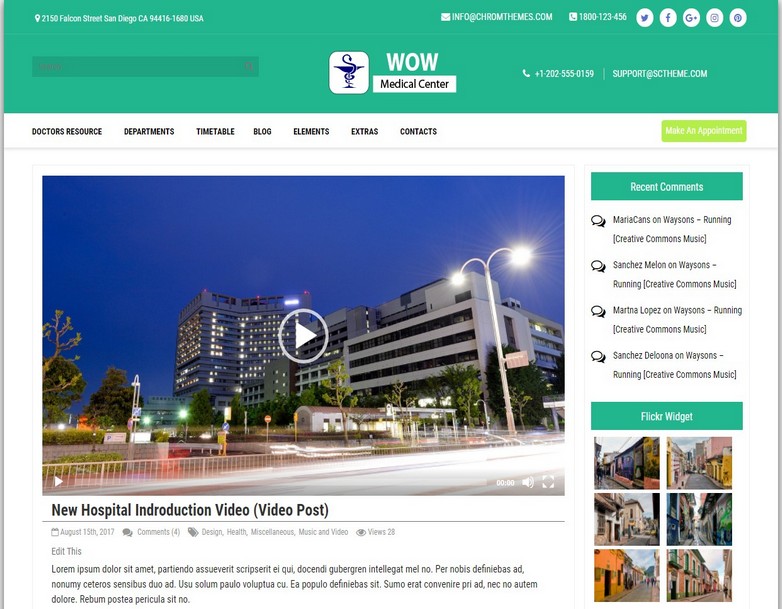 2150 Falcon Street San Diego CA 94416-1680 USA
INFO@CHROMTHEMES.COM
1800-123-456
WOW
Medical Center
+1-202-555-0159
SUPPORT@SCTHEME.COM
DOCTORS RESOURCE DEPARTMENTS TIMETABLE BLOG ELEMENTS EXTRAS CONTACTS
Make An Appointment
00:00
New Hospital Indroduction Video (Video Post)
August 15th, 2017 Comments (4) Design, Health, Miscellaneous, Music and Video Views 28
Edit This
Lorem ipsum dolor sit amet, partiendo assueverit scripserit ei qui, docendi gubergren intellegat mel no. Per nobis definiebas ad,
nonumy ceteros sensibus duo ad. Usu solum paulo voluptua cu. Ea populo definiebas sit. Sumo erat convenire pri ad, nec no autem
dolore. Rebum postea pericula sit no.
Recent Comments
MariaCans on Waysons – Running
[Creative Commons Music]
Sanchez Melon on Waysons –
Running [Creative Commons Music]
Martna Lopez on Waysons – Running
[Creative Commons Music]
Sanchez Deloona on Waysons –
Running [Creative Commons Music]
Flickr Widget